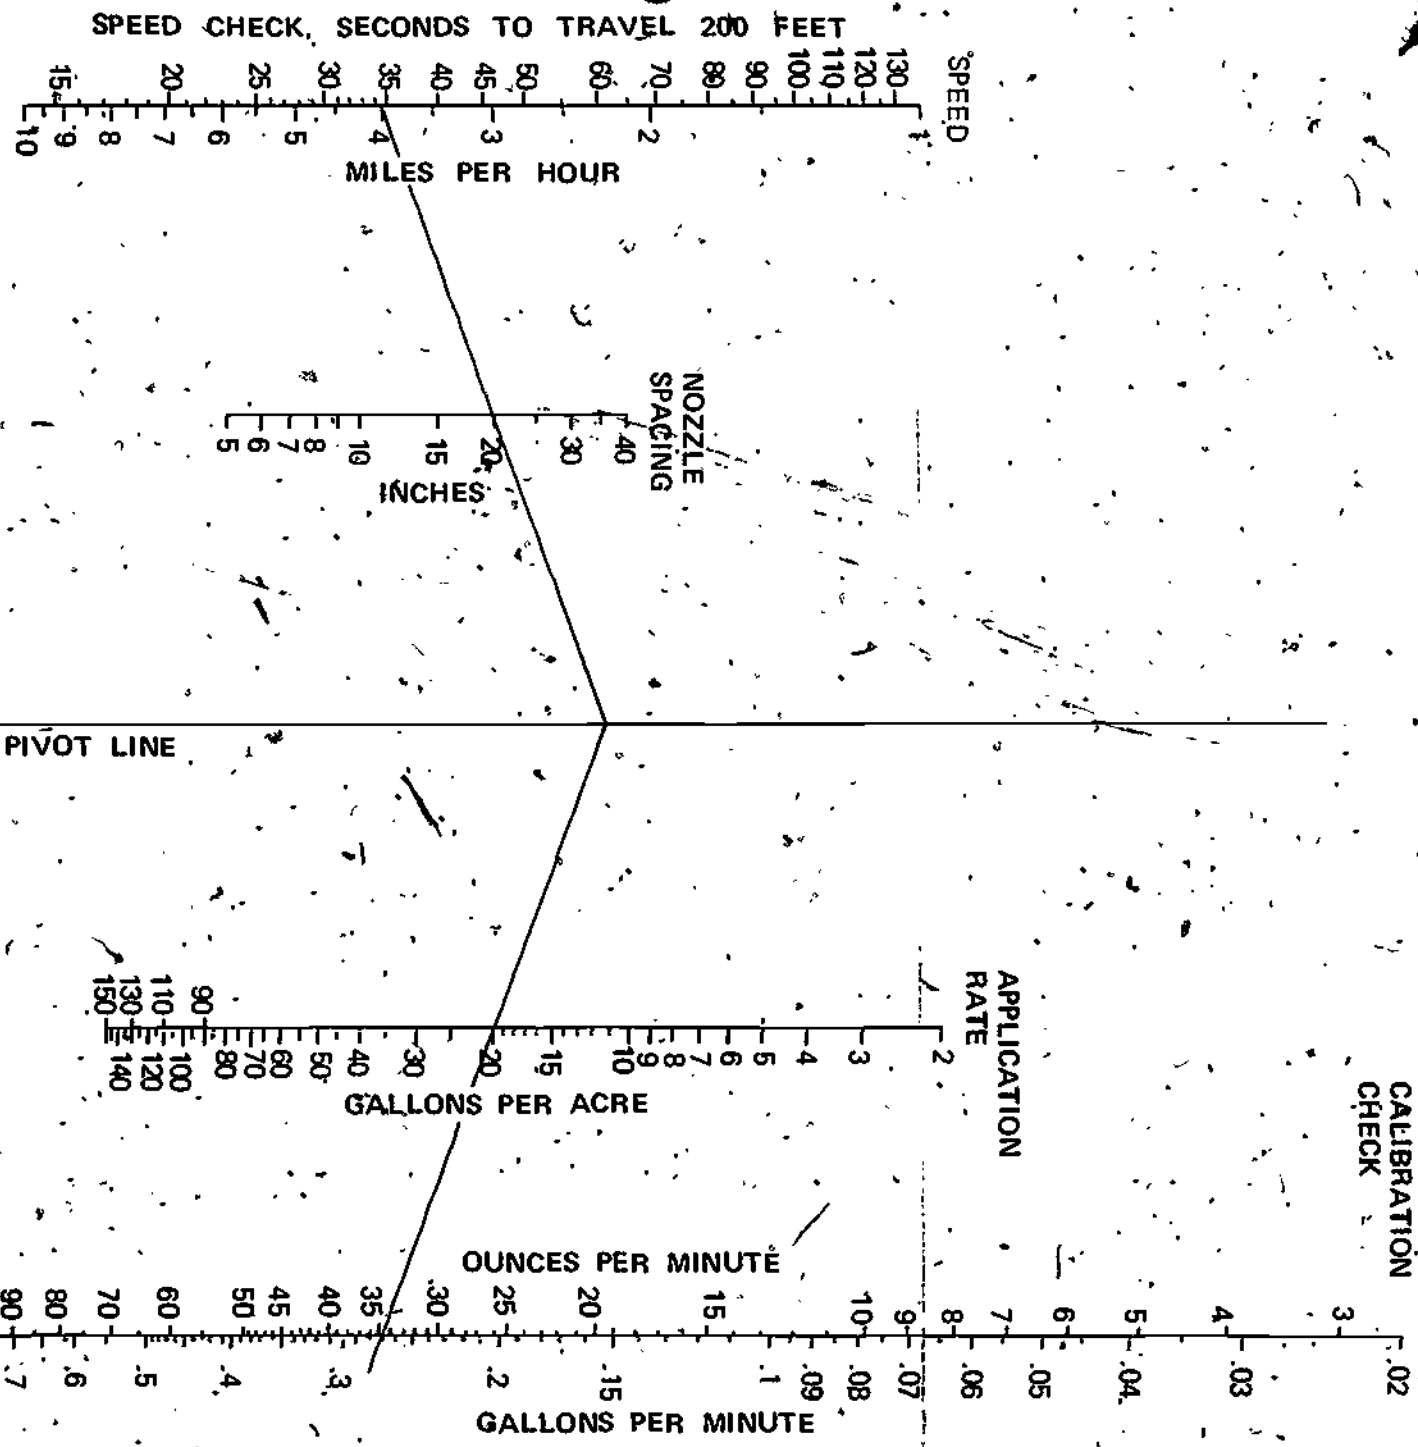 SPEED CHECK, SECONDS TO TRAVEL 200 FEET
15 20 25 30 35 40 45 50 60 70 80 90 100 110 120 130
SPEED
10 9 8 7 6 5 4 3 2 1
MILES PER HOUR
NOZZLE
SPACING
5 6 7 8 10 15 20 30 40
INCHES
PIVOT LINE
APPLICATION
RATE
150 130 110 90
140 120 100 80 70 60 50 40 30 20 15 10 9 8 7 6 5 4 3 2
GALLONS PER ACRE
CALIBRATION
CHECK
OUNCES PER MINUTE
90 80 70 60 50 45 40 35 30 25 20 15 10 9 8 7 6 5 4 3
.7 .6 .5 .4 .3 .2 .15 .1 .09 .08 .07 .06 .05 .04 .03 .02
GALLONS PER MINUTE